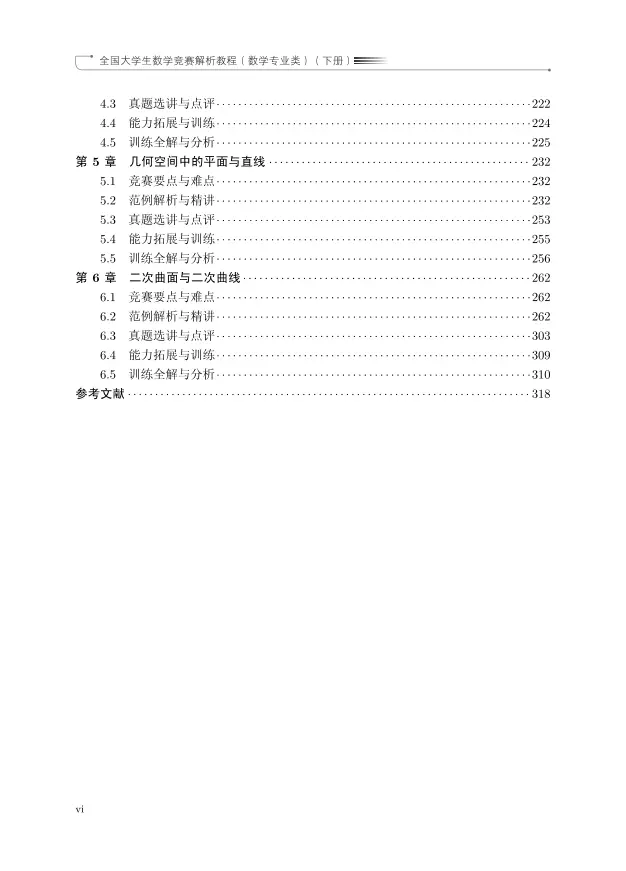 全国大学生数学竞赛解析教程(数学专业类)(下册)
4.3 真题选讲与点评 222
4.4 能力拓展与训练 224
4.5 训练全解与分析 225
第 5 章 几何空间中的平面与直线 232
5.1 竞赛要点与难点 232
5.2 范例解析与精讲 232
5.3 真题选讲与点评 253
5.4 能力拓展与训练 255
5.5 训练全解与分析 256
第 6 章 二次曲面与二次曲线 262
6.1 竞赛要点与难点 262
6.2 范例解析与精讲 262
6.3 真题选讲与点评 303
6.4 能力拓展与训练 309
6.5 训练全解与分析 310
参考文献 318
vi